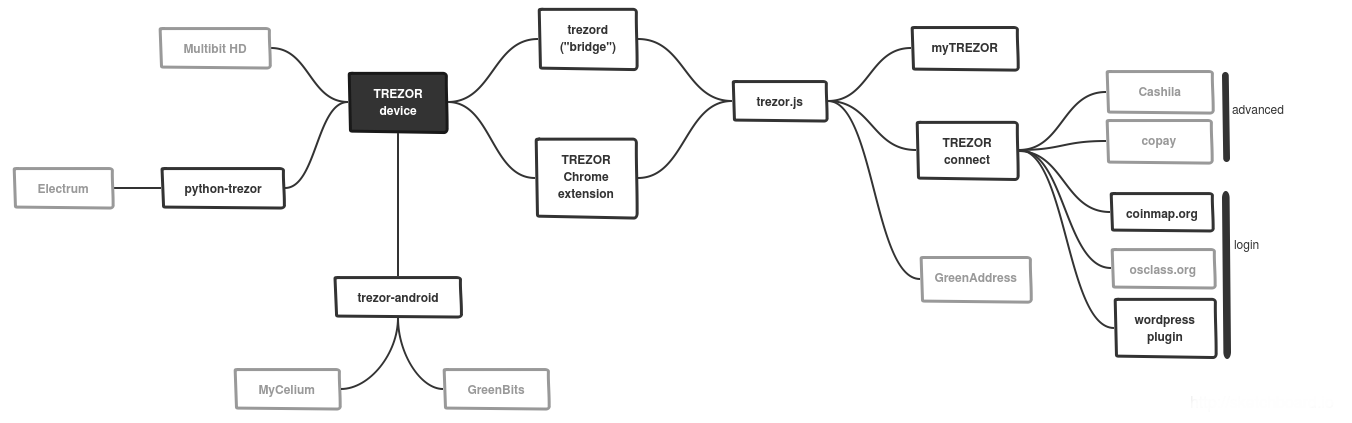 Multibit HD
TREZOR
device
Electrum
python-trezor
trezor-android
MyCelium
GreenBits
trezord
("bridge")
TREZOR
Chrome
extension
trezor.js
myTREZOR
TREZOR
connect
GreenAddress
Cashila
copay
advanced
coinmap.org
osclass.org
wordpress
plugin
login